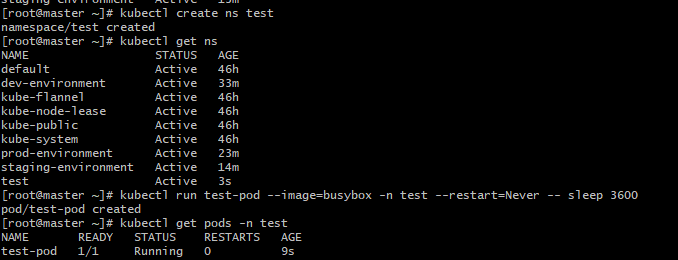 staging-environment   Active   13m
[root@master ~]# kubectl create ns test
namespace/test created
[root@master ~]# kubectl get ns
NAME                  STATUS   AGE
default               Active   46h
dev-environment       Active   33m
kube-flannel          Active   46h
kube-node-lease       Active   46h
kube-public           Active   46h
kube-system           Active   46h
prod-environment      Active   23m
staging-environment   Active   14m
test                  Active   3s
[root@master ~]# kubectl run test-pod --image=busybox -n test --restart=Never -- sleep 3600
pod/test-pod created
[root@master ~]# kubectl get pods -n test
NAME       READY   STATUS    RESTARTS   AGE
test-pod   1/1     Running   0          9s